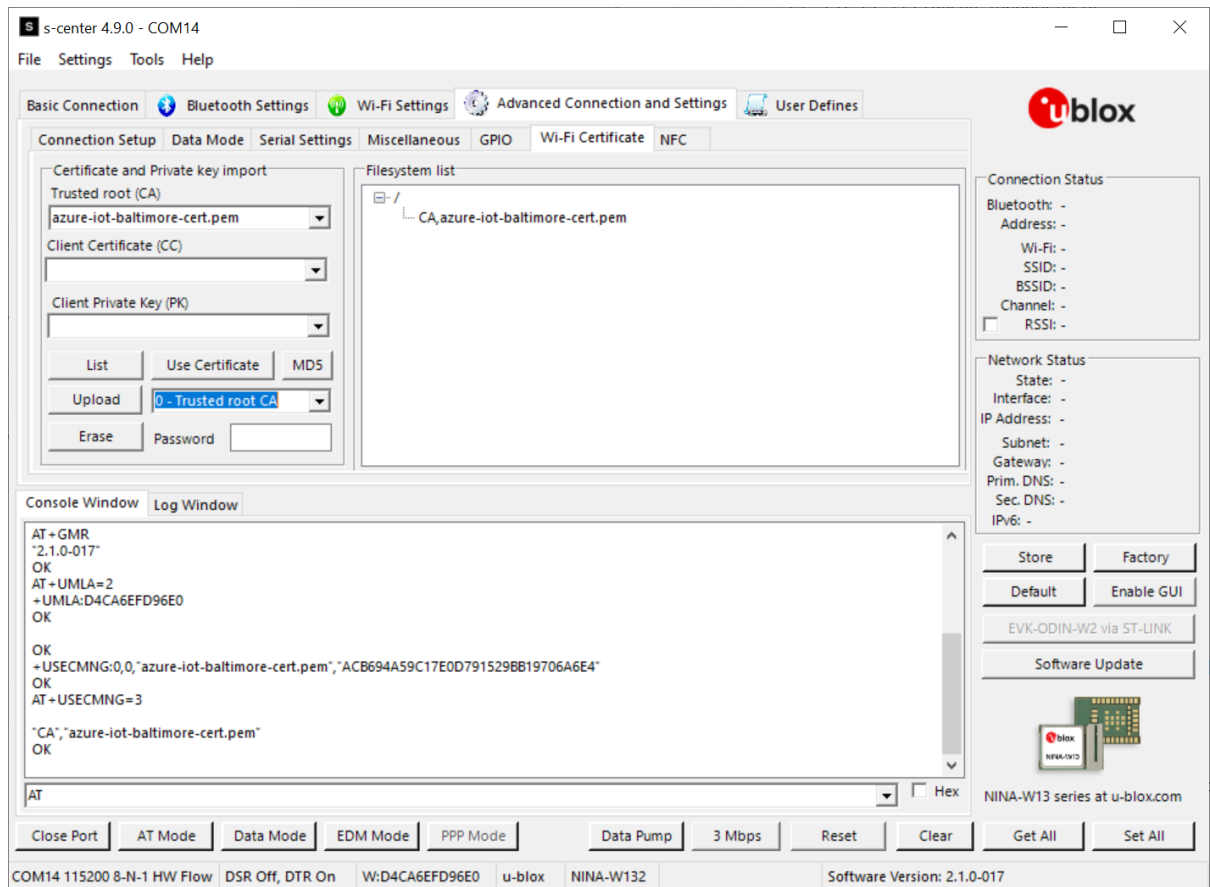 s-center 4.9.0 - COM14
File Settings Tools Help
Basic Connection Bluetooth Settings Wi-Fi Settings Advanced Connection and Settings User Defines
Connection Setup Data Mode Serial Settings Miscellaneous GPIO Wi-Fi Certificate NFC
ublox
Certificate and Private key import
Trusted root (CA)
azure-iot-baltimore-cert.pem
Client Certificate (CC)
Client Private Key (PK)
List Use Certificate MD5
Upload 0 - Trusted root CA
Erase Password
Filesystem list
/
CA,azure-iot-baltimore-cert.pem
Connection Status
Bluetooth: -
Address: -
Wi-Fi: -
SSID: -
BSSID: -
Channel: -
RSSI: -
Network Status
State: -
Interface: -
IP Address: -
Subnet: -
Gateway: -
Prim. DNS: -
Sec. DNS: -
IPv6: -
Console Window Log Window
AT+GMR
"2.1.0-017"
OK
AT+UMLA=2
+UMLA:D4CA6EFD96E0
OK
OK
+USECMNG:0,0,"azure-iot-baltimore-cert.pem","ACB694A59C17E0D791529BB19706A6E4"
OK
AT+USECMNG=3
"CA","azure-iot-baltimore-cert.pem"
OK
AT Hex
Store Factory
Default Enable GUI
EVK-ODIN-W2 via ST-LINK
Software Update
ublox
NINA-W13
NINA-W13 series at u-blox.com
Close Port AT Mode Data Mode EDM Mode PPP Mode Data Pump 3 Mbps Reset Clear Get All Set All
COM14 115200 8-N-1 HW Flow DSR Off, DTR On W:D4CA6EFD96E0 u-blox NINA-W132 Software Version: 2.1.0-017